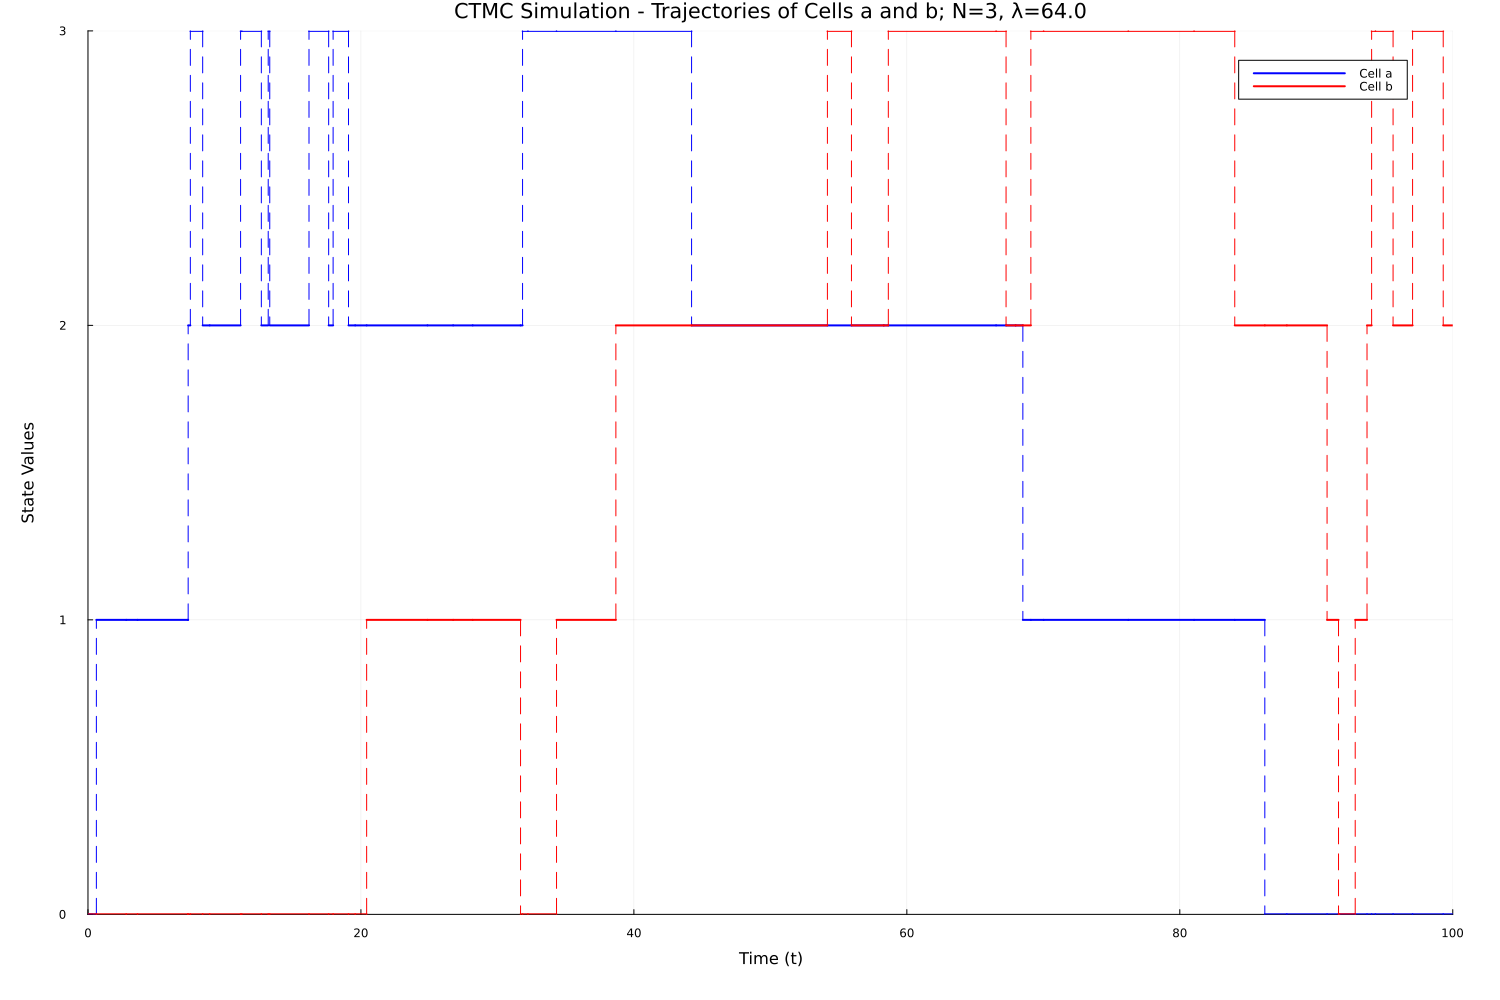 CTMC Simulation - Trajectories of Cells a and b; N=3, λ=64.0
3
Cell a
Cell b
2
State Values
1
0
0 20 40 60 80 100
Time (t)